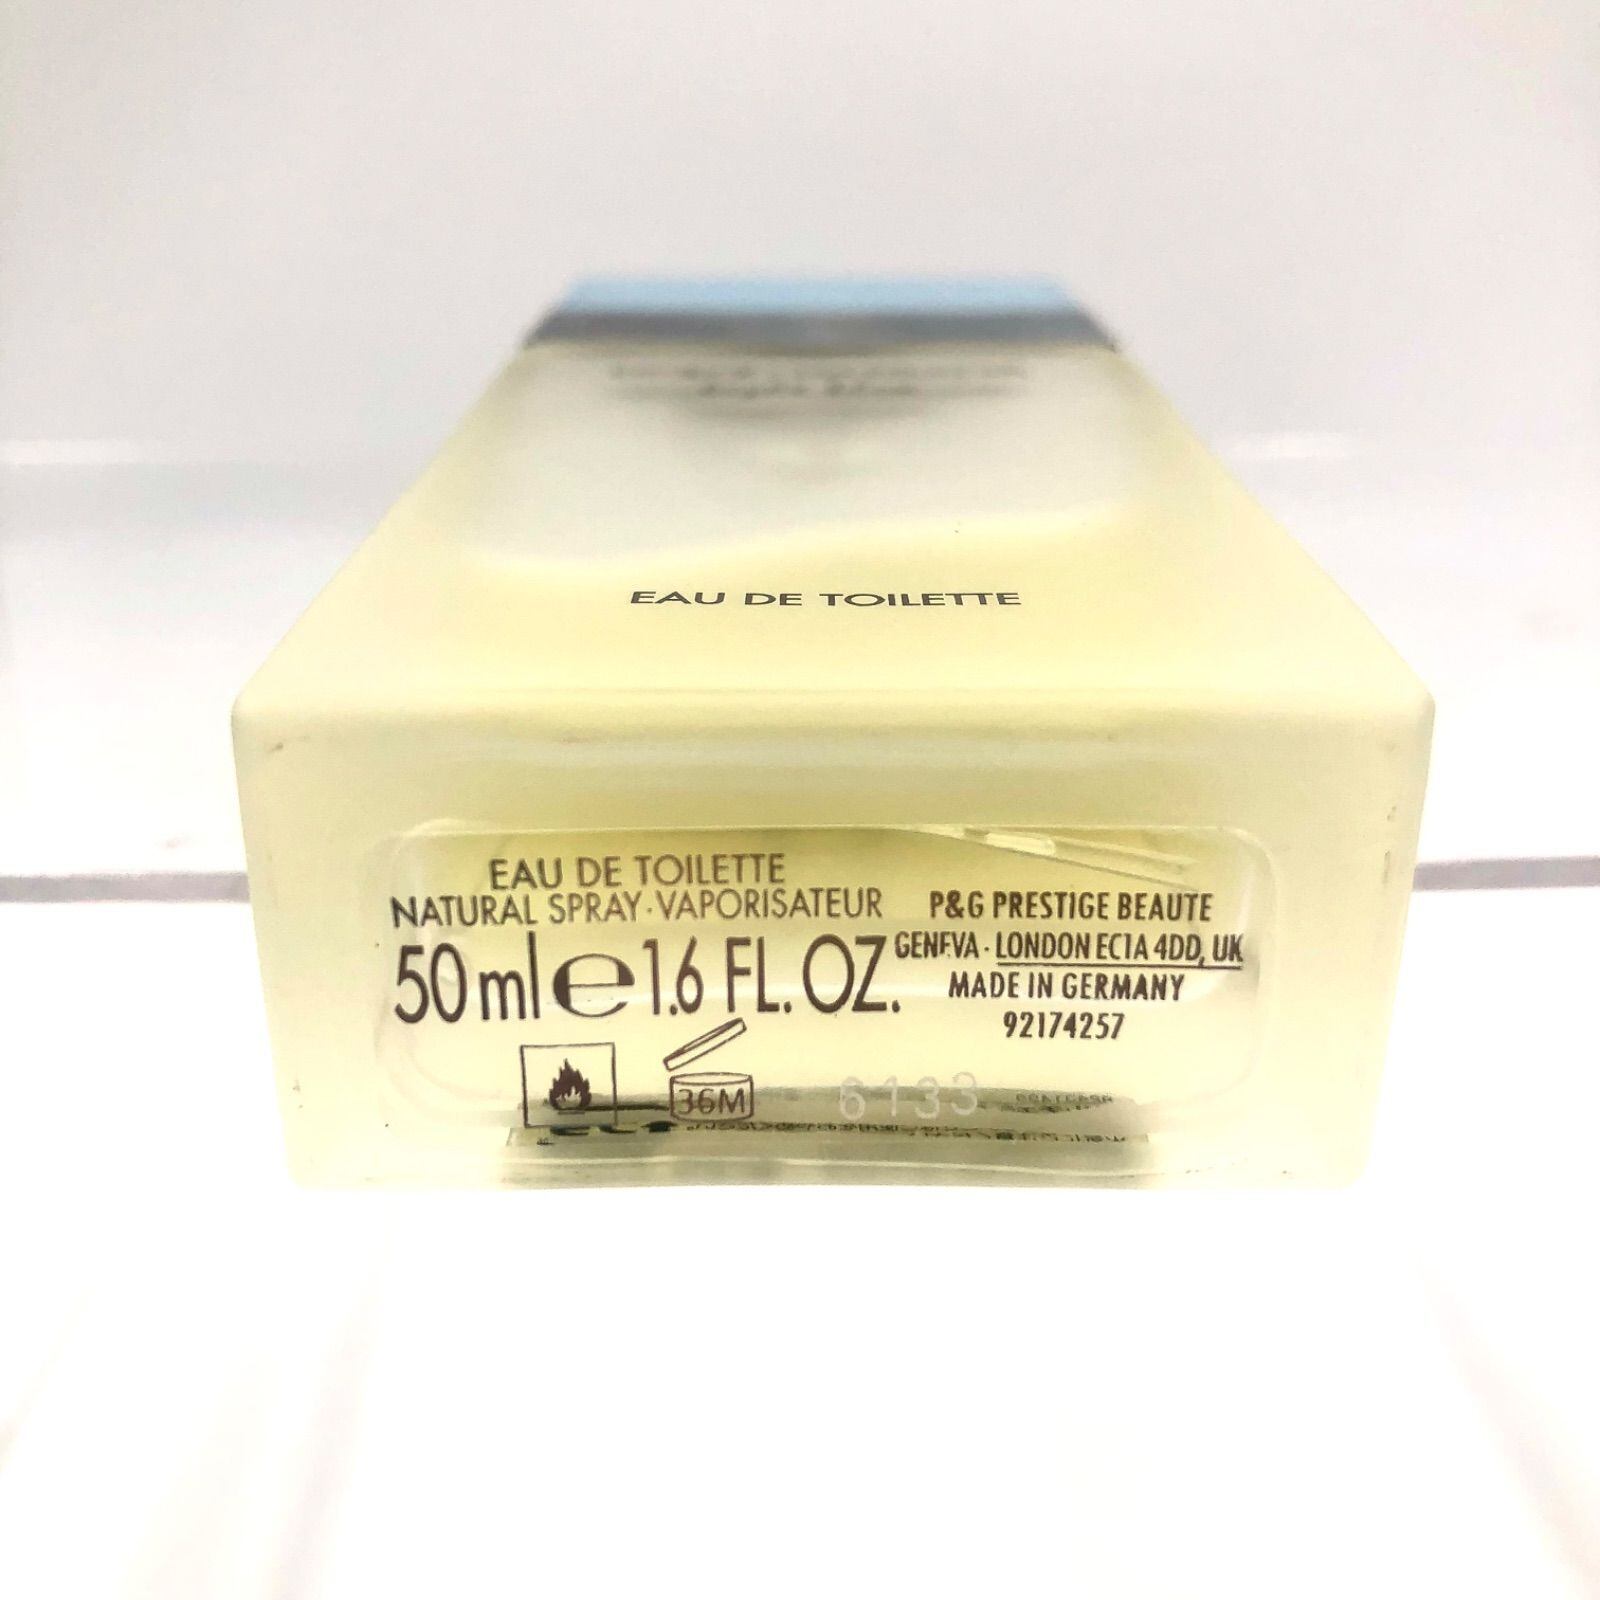 EAU DE TOILETTE
EAU DE TOILETTE
NATURAL SPRAY·VAPORISATEUR
50 ml e 1.6 FL. OZ.
P&G PRESTIGE BEAUTE
GENEVA · LONDON EC1A 4DD, UK
MADE IN GERMANY
92174257
36M
6133